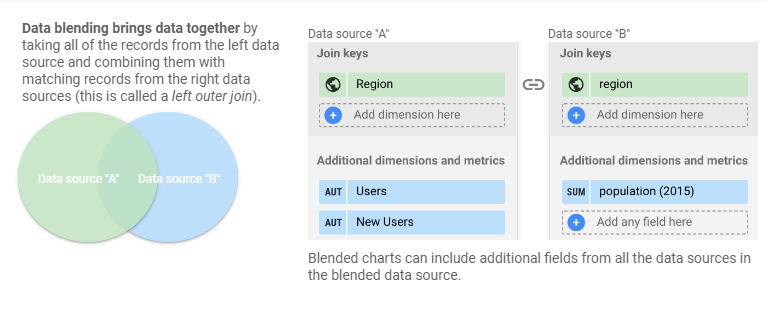 Data blending brings data together by
taking all of the records from the left data
source and combining them with
matching records from the right data
sources (this is called a left outer join).
Data source "A"
Data source "B"
Data source "A"
Join keys
Region
Add dimension here
Additional dimensions and metrics
AUT Users
AUT New Users
Data source "B"
Join keys
region
Add dimension here
Additional dimensions and metrics
SUM population (2015)
Add any field here
Blended charts can include additional fields from all the data sources in
the blended data source.